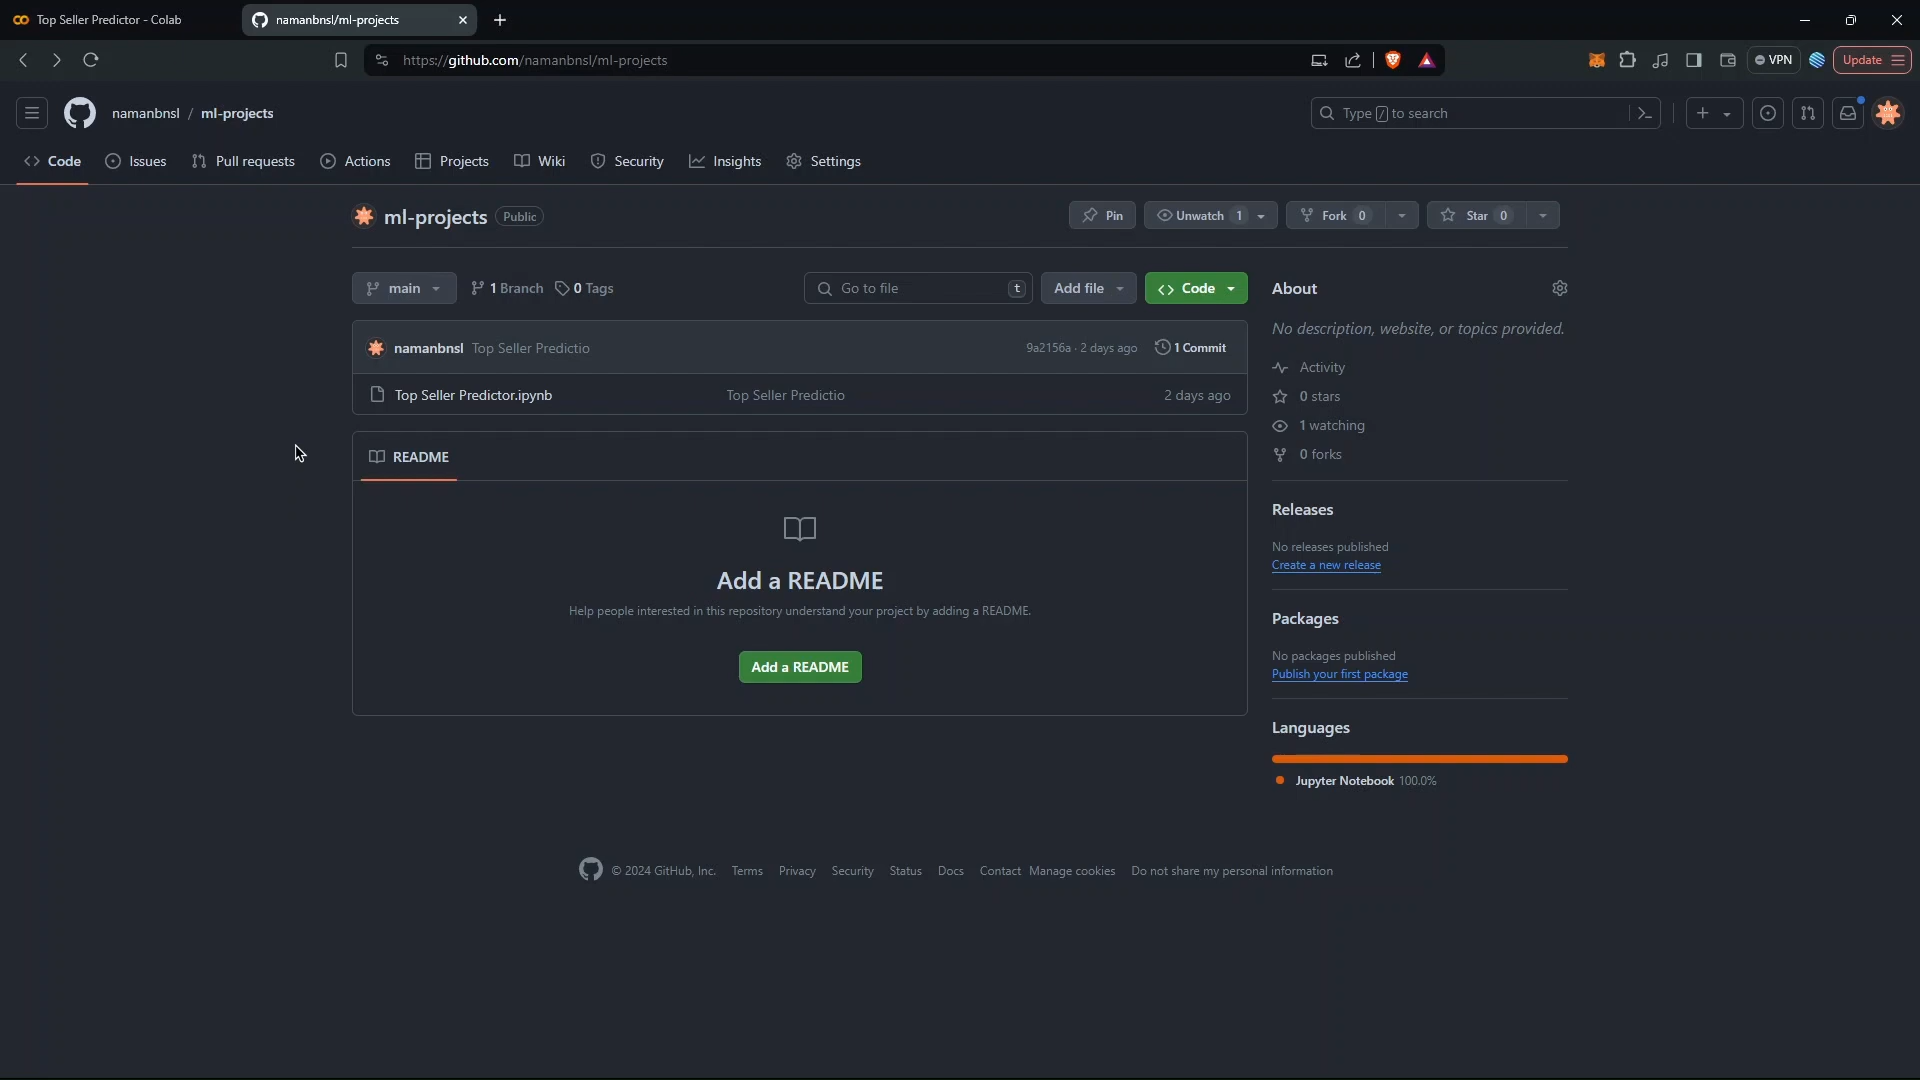 Top Seller Predictor - Colab
namanbnsl/ml-projects
https://github.com/namanbnsl/ml-projects
VPN
Update
namanbnsl / ml-projects
Type / to search
Code
Issues
Pull requests
Actions
Projects
Wiki
Security
Insights
Settings
ml-projects Public
Pin
Unwatch 1
Fork 0
Star 0
main
1 Branch
0 Tags
Go to file t
Add file
Code
namanbnsl Top Seller Predictio
9a2156a · 2 days ago
1 Commit
Top Seller Predictor.ipynb
Top Seller Predictio
2 days ago
README
Add a README
Help people interested in this repository understand your project by adding a README.
Add a README
About
No description, website, or topics provided.
Activity
0 stars
1 watching
0 forks
Releases
No releases published
Create a new release
Packages
No packages published
Publish your first package
Languages
Jupyter Notebook 100.0%
© 2024 GitHub, Inc. Terms Privacy Security Status Docs Contact Manage cookies Do not share my personal information